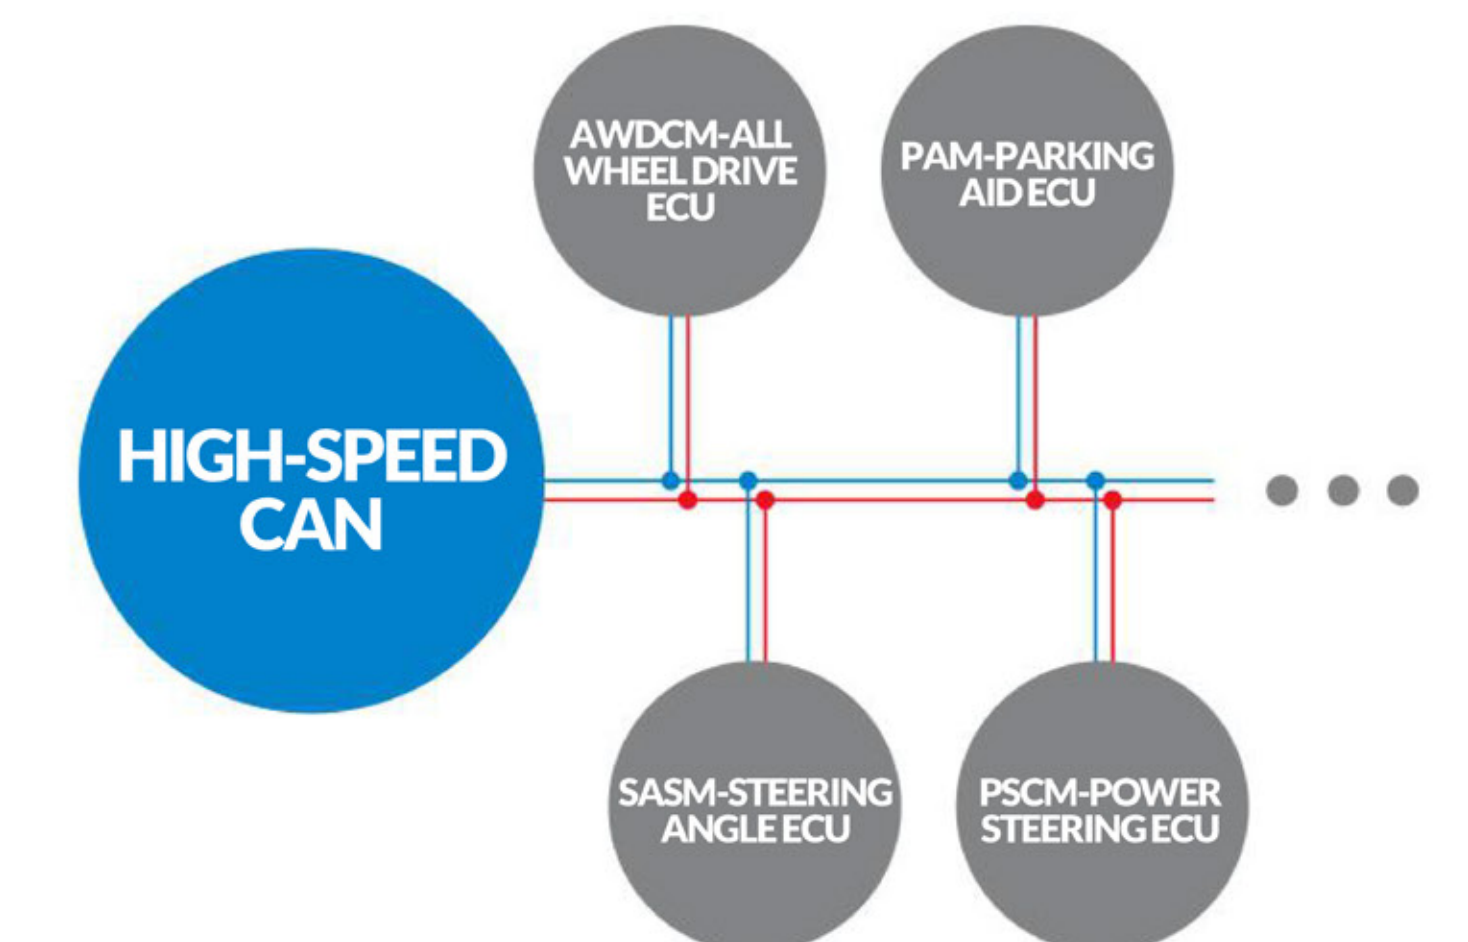 AWDCM-ALL
WHEEL DRIVE
ECU
PAM-PARKING
AID ECU
HIGH-SPEED
CAN
SASM-STEERING
ANGLE ECU
PSCM-POWER
STEERING ECU